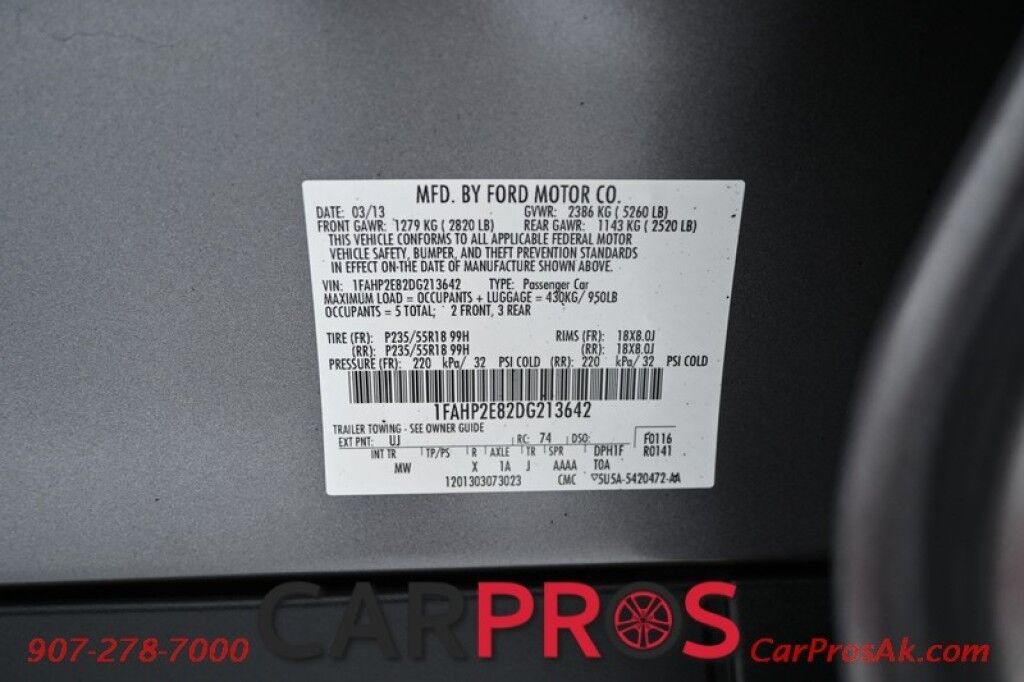 MFD. BY FORD MOTOR CO.
DATE: 03/13 GVWR: 2386 KG ( 5260 LB)
FRONT GAWR: 1279 KG ( 2820 LB) REAR GAWR: 1143 KG ( 2520 LB)
THIS VEHICLE CONFORMS TO ALL APPLICABLE FEDERAL MOTOR
VEHICLE SAFETY, BUMPER, AND THEFT PREVENTION STANDARDS
IN EFFECT ON THE DATE OF MANUFACTURE SHOWN ABOVE.
VIN: 1FAHP2E82DG213642 TYPE: Passenger Car
MAXIMUM LOAD = OCCUPANTS + LUGGAGE = 430KG/ 950LB
OCCUPANTS = 5 TOTAL; 2 FRONT, 3 REAR
TIRE (FR): P235/55R18 99H RIMS (FR): 18X8.0J
(RR): P235/55R18 99H (RR): 18X8.0J
PRESSURE (FR): 220 kPa/ 32 PSI COLD (RR): 220 kPa/ 32 PSI COLD
1FAHP2E82DG213642
TRAILER TOWING - SEE OWNER GUIDE
EXT PNT: UJ RC: 74 DSO: F0116
INT TR TP/PS R AXLE TR SPR DPH1F R0141
MW X 1A J AAAA TOA
1201303073023 CMC 5U5A-5420472-AA
CARPROS
907-278-7000 CarProsAk.com